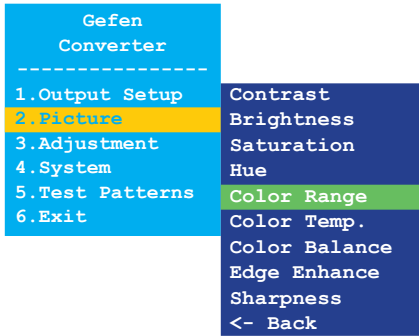 Gefen
Converter
----------------
1.Output Setup
2.Picture
3.Adjustment
4.System
5.Test Patterns
6.Exit
Contrast
Brightness
Saturation
Hue
Color Range
Color Temp.
Color Balance
Edge Enhance
Sharpness
<- Back